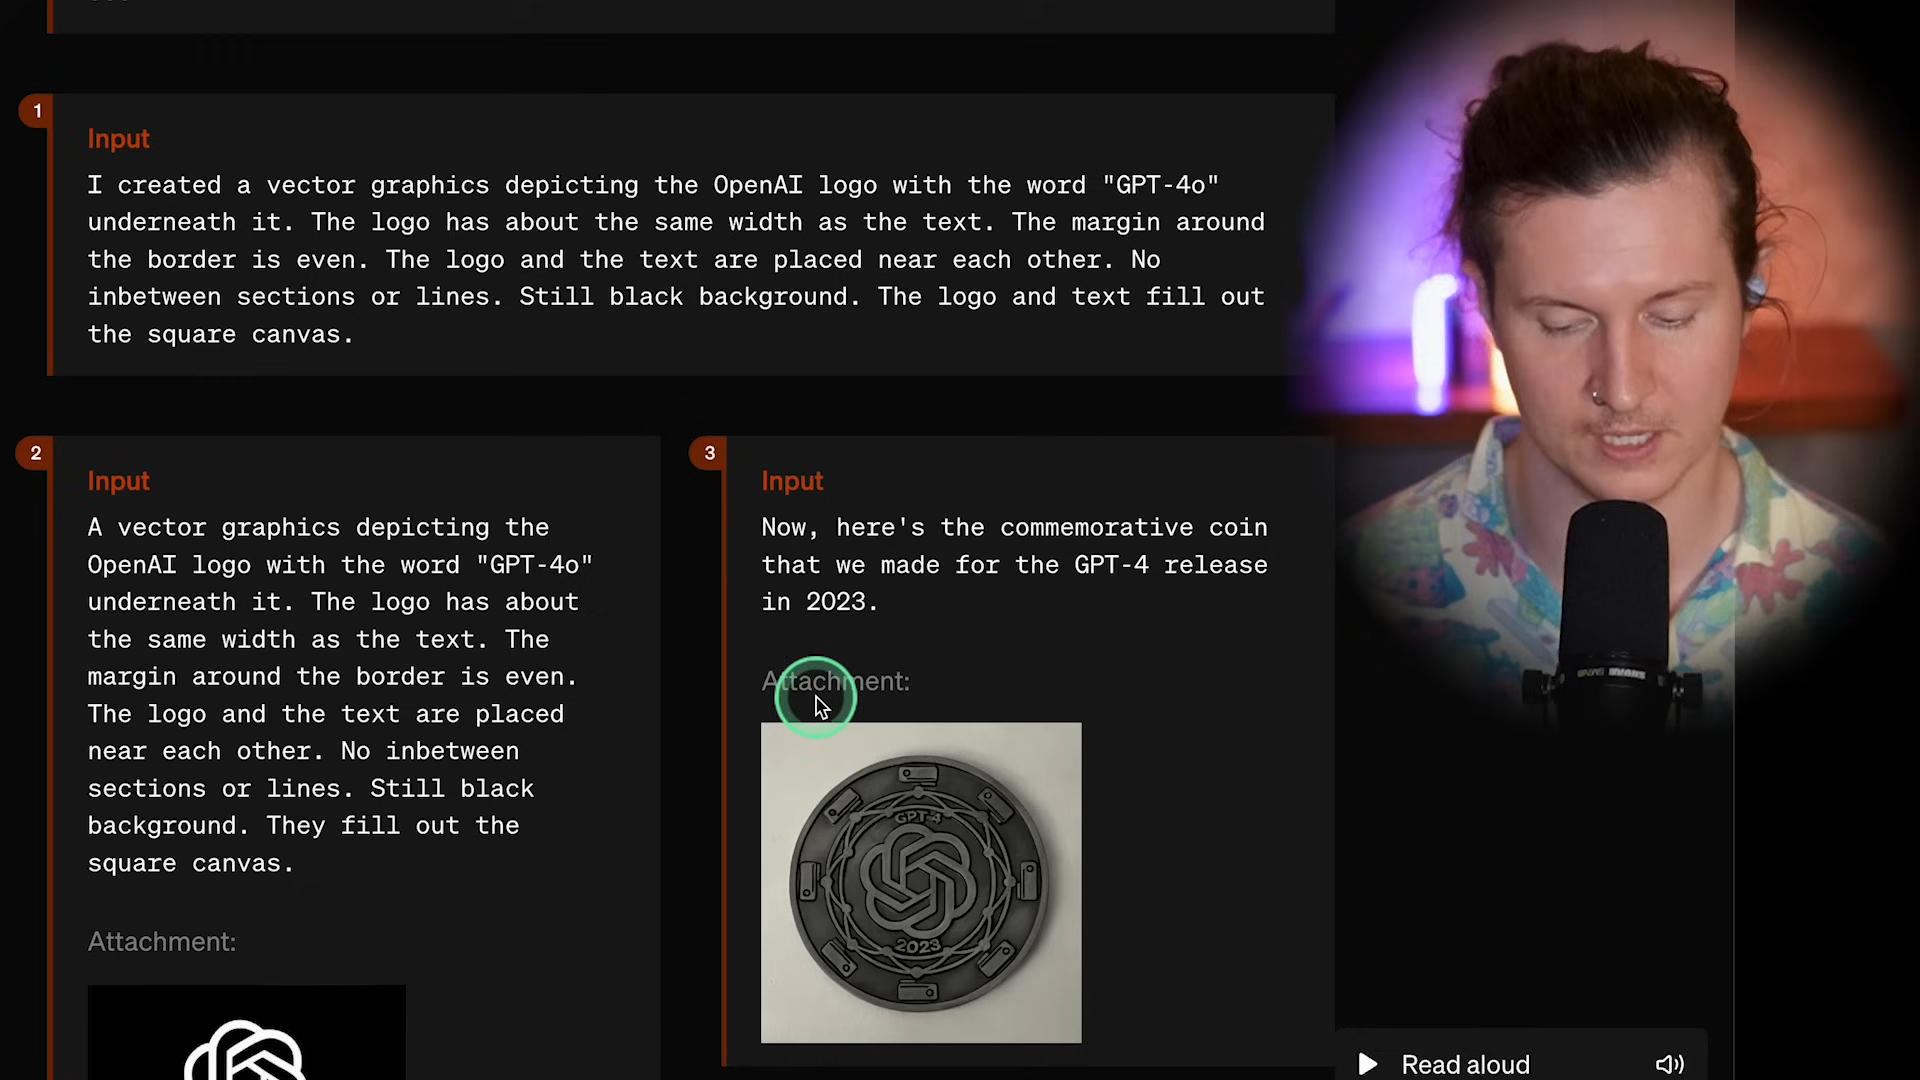 1
Input
I created a vector graphics depicting the OpenAI logo with the word "GPT-4o"
underneath it. The logo has about the same width as the text. The margin around
the border is even. The logo and the text are placed near each other. No
inbetween sections or lines. Still black background. The logo and text fill out
the square canvas.
2
Input
A vector graphics depicting the
OpenAI logo with the word "GPT-4o"
underneath it. The logo has about
the same width as the text. The
margin around the border is even.
The logo and the text are placed
near each other. No inbetween
sections or lines. Still black
background. They fill out the
square canvas.
Attachment:
3
Input
Now, here's the commemorative coin
that we made for the GPT-4 release
in 2023.
Attachment:
GPT-4
2023
Read aloud